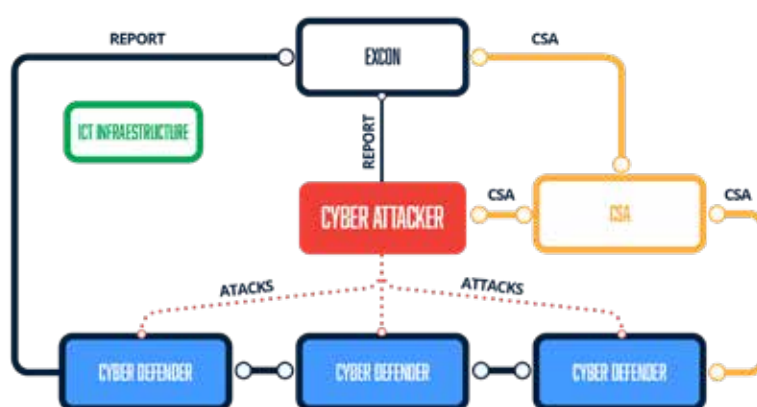 REPORT
EXCON
CSA
ICT INFRAESTRUCTURE
REPORT
CYBER ATTACKER
CSA
CSA
CSA
ATACKS
ATTACKS
CYBER DEFENDER
CYBER DEFENDER
CYBER DEFENDER